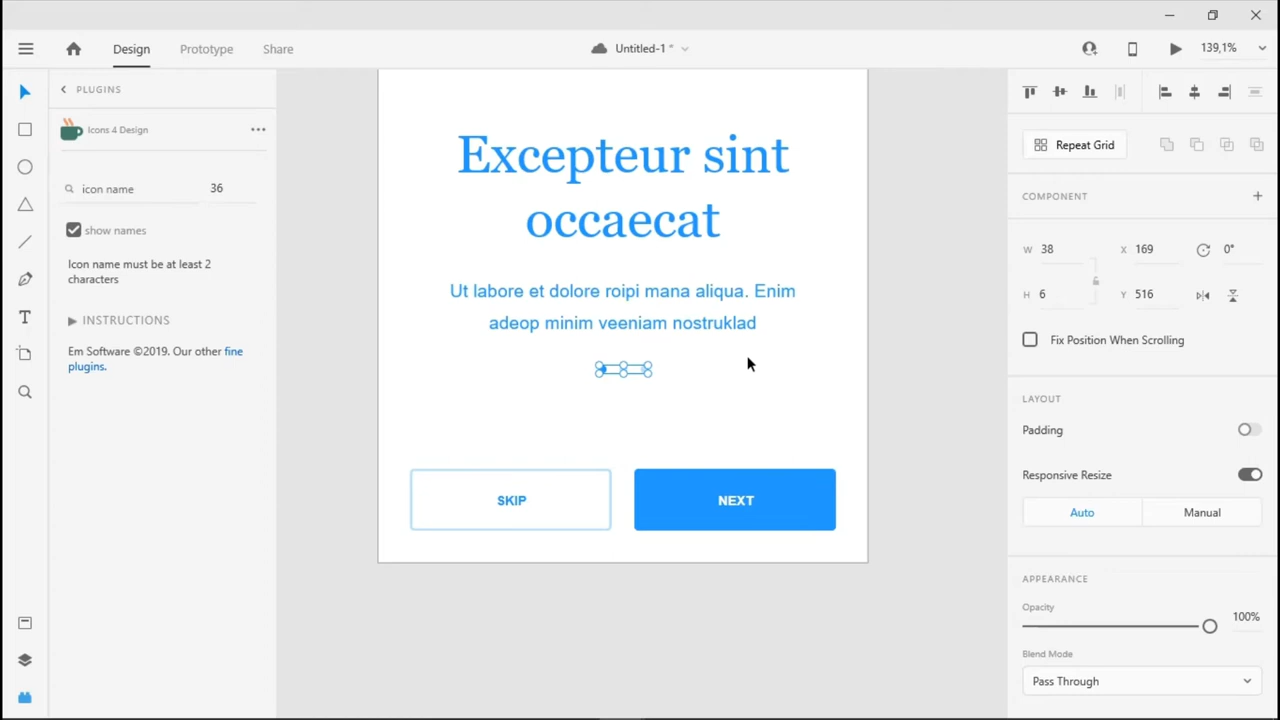 Design
Prototype
Share
Untitled-1 *
139,1%
PLUGINS
Icons 4 Design
icon name
36
show names
Icon name must be at least 2
characters
▶ INSTRUCTIONS
Em Software ©2019. Our other fine
plugins.
Excepteur sint
occaecat
Ut labore et dolore roipi mana aliqua. Enim
adeop minim veeniam nostruklad
SKIP
NEXT
Repeat Grid
COMPONENT
W 38
X 169
0°
H 6
Y 516
Fix Position When Scrolling
LAYOUT
Padding
Responsive Resize
Auto
Manual
APPEARANCE
Opacity
100%
Blend Mode
Pass Through